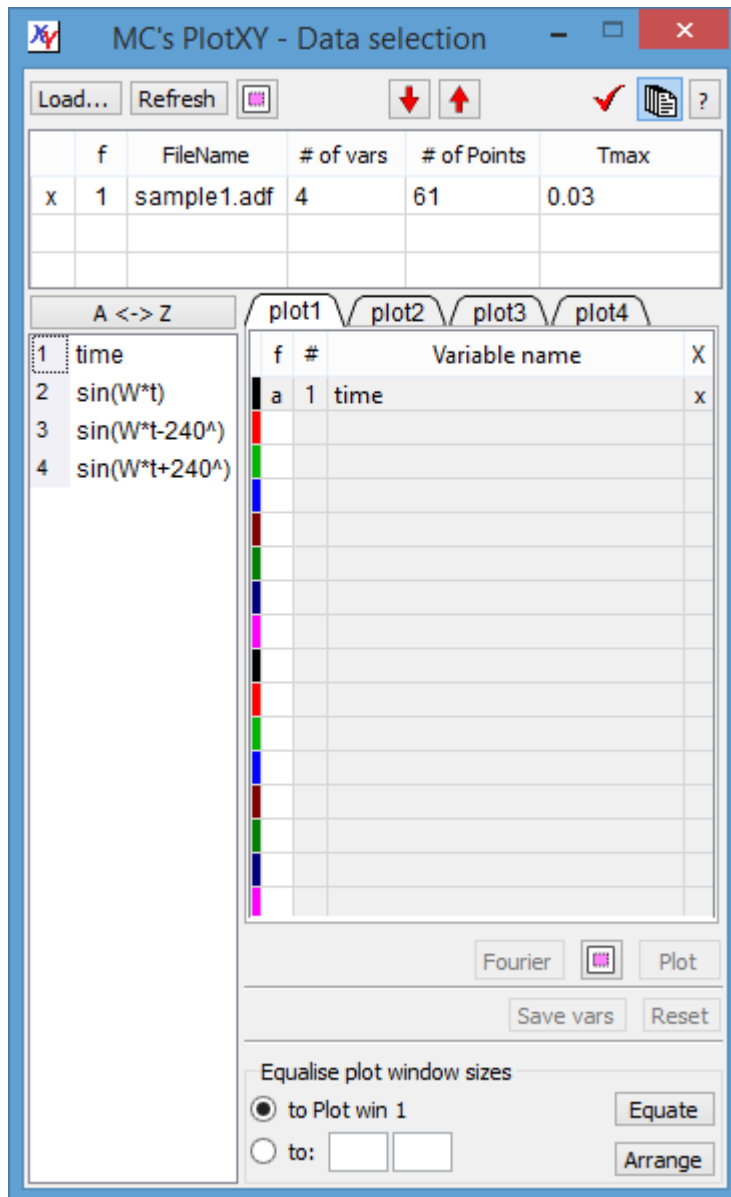 MC's PlotXY - Data selection
Load... Refresh ?
f FileName # of vars # of Points Tmax
x 1 sample1.adf 4 61 0.03
A <-> Z
plot1 plot2 plot3 plot4
1 time
2 sin(W*t)
3 sin(W*t-240^)
4 sin(W*t+240^)
f # Variable name X
a 1 time x
Fourier Plot
Save vars Reset
Equalise plot window sizes
to Plot win 1 Equate
to: Arrange